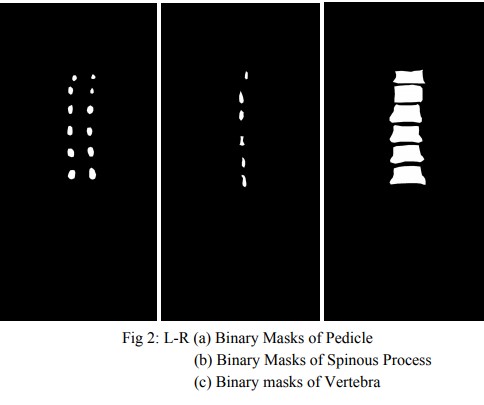 Fig 2: L-R (a) Binary Masks of Pedicle
(b) Binary Masks of Spinous Process
(c) Binary masks of Vertebra